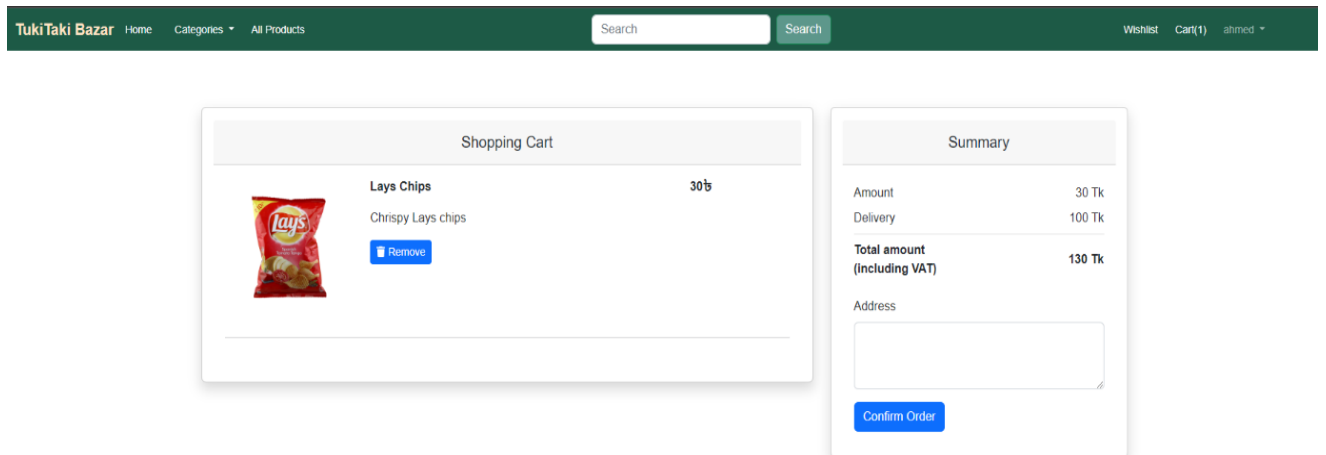 TukiTaki Bazar Home Categories All Products Search Search Wishlist Cart(1) ahmed
Shopping Cart
Lays Chips 30৳
Chrispy Lays chips
Remove
Lay's
Summary
Amount 30 Tk
Delivery 100 Tk
Total amount
(including VAT) 130 Tk
Address
Confirm Order